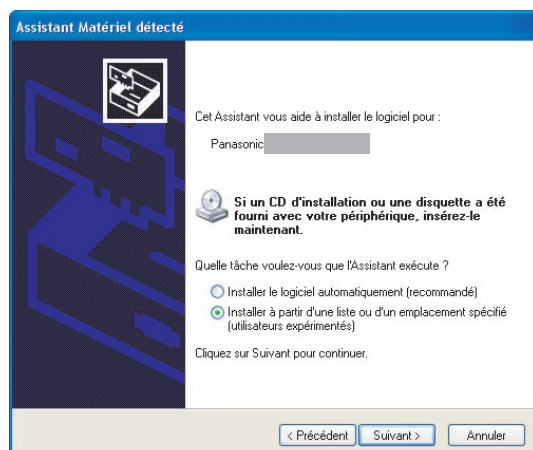 Assistant Matériel détecté
Cet Assistant vous aide à installer le logiciel pour :
Panasonic
Si un CD d'installation ou une disquette a été
fourni avec votre périphérique, insérez-le
maintenant.
Quelle tâche voulez-vous que l'Assistant exécute ?
Installer le logiciel automatiquement (recommandé)
Installer à partir d'une liste ou d'un emplacement spécifié
(utilisateurs expérimentés)
Cliquez sur Suivant pour continuer.
< Précédent Suivant > Annuler